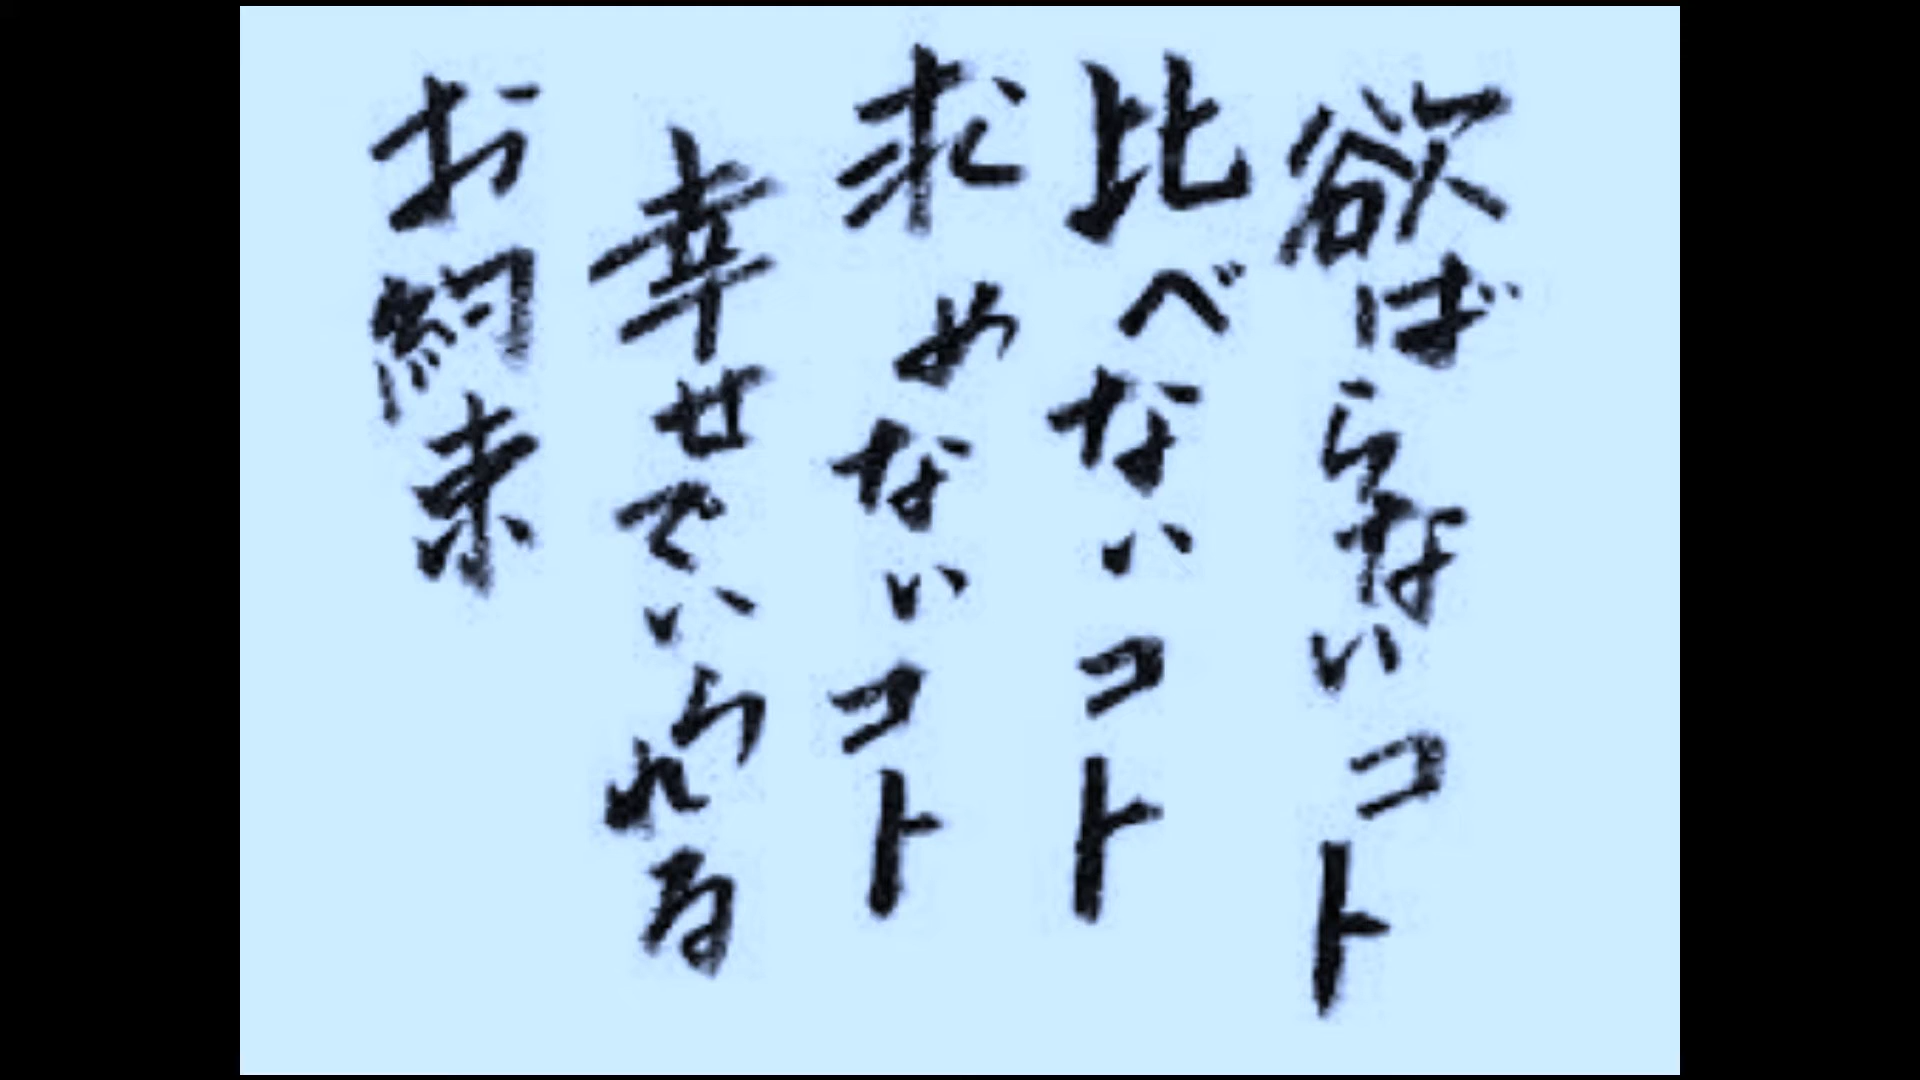 欲ばらないコト
比べないコト
求めないコト
幸せでいられる
お約束